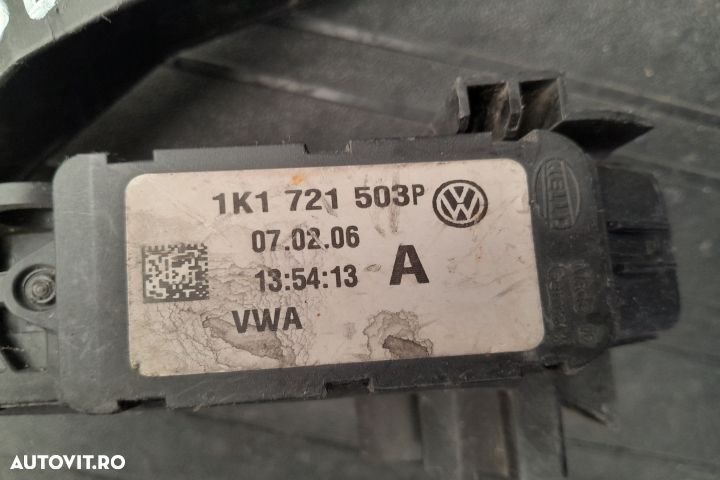 1K1 721 503P
07.02.06
13:54:13 A
VWA
HELLA
AUTOVIT.RO